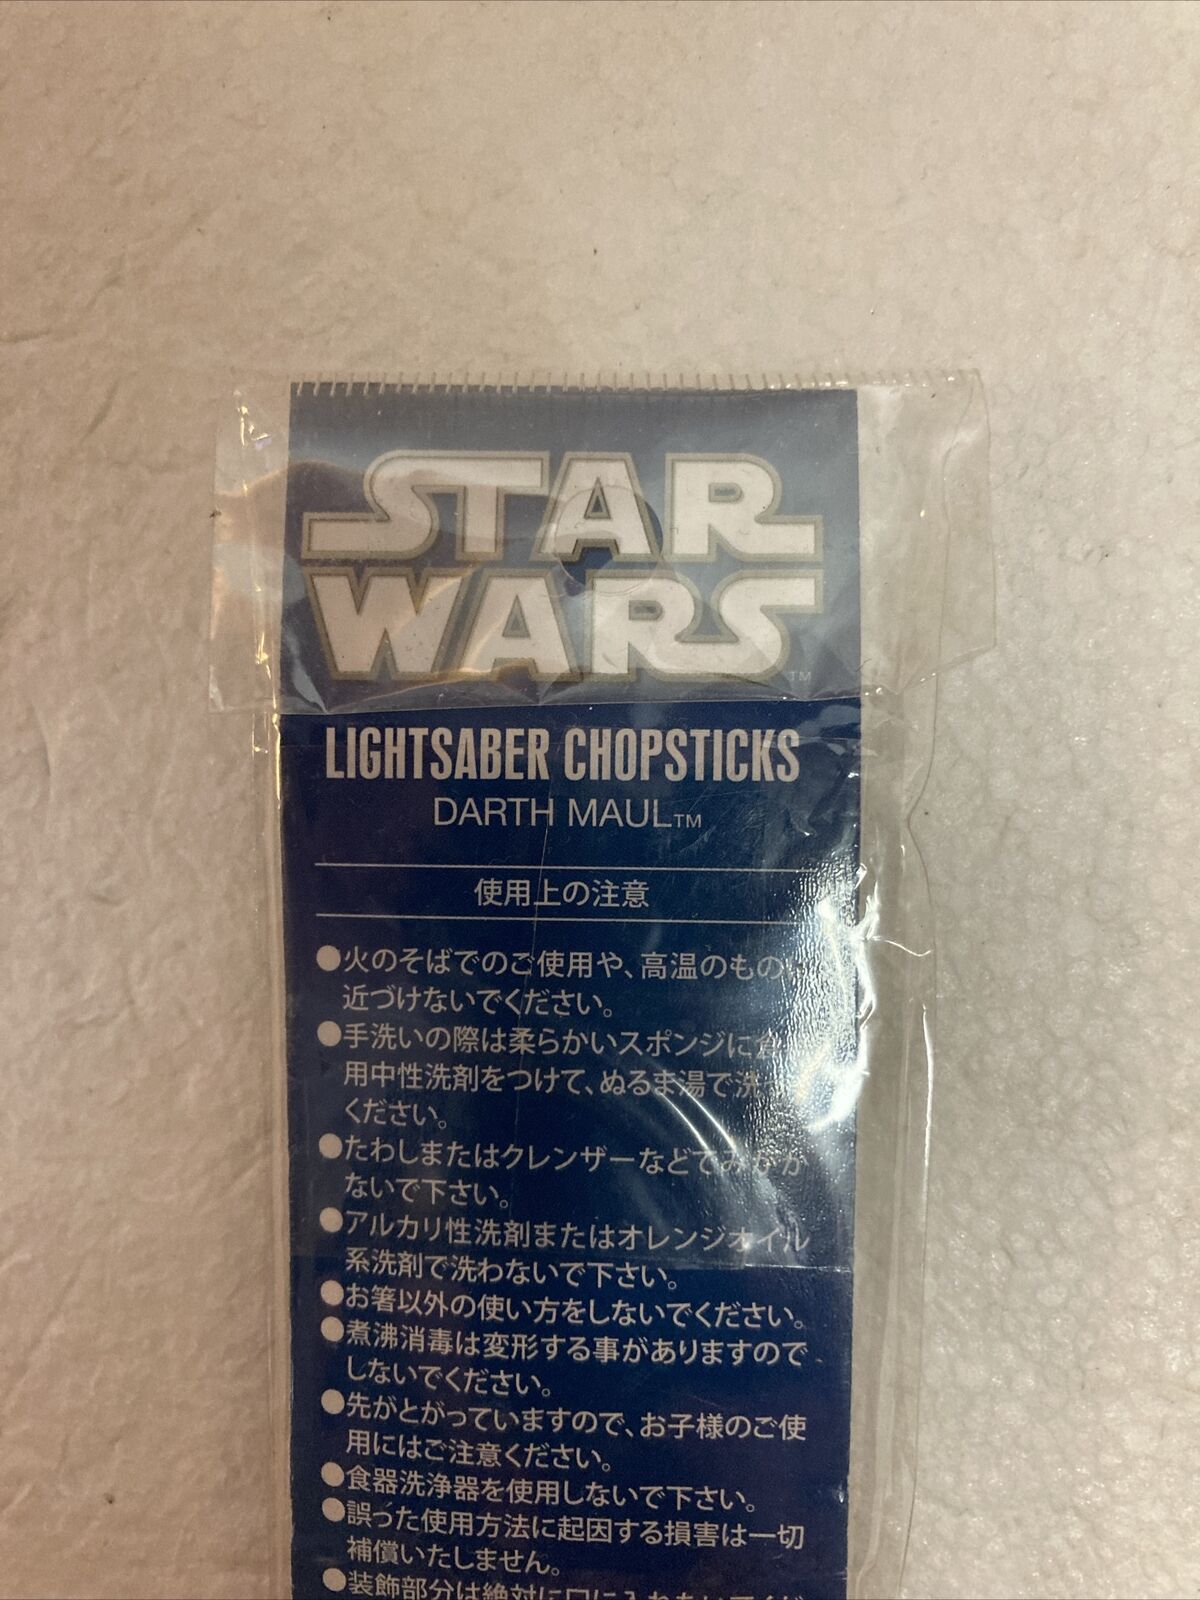 STAR
WARS
TM
LIGHTSABER CHOPSTICKS
DARTH MAUL™
使用上の注意
●火のそばでのご使用や、高温のもの
近づけないでください。
●手洗いの際は柔らかいスポンジに食
用中性洗剤をつけて、ぬるま湯で洗
ください。
●たわしまたはクレンザーなどでみがか
ないで下さい。
●アルカリ性洗剤またはオレンジオイル
系洗剤で洗わないで下さい。
●お箸以外の使い方をしないでください。
●煮沸消毒は変形する事がありますので
しないでください。
●先がとがっていますので、お子様のご使
用にはご注意ください。
●食器洗浄器を使用しないで下さい。
●誤った使用方法に起因する損害は一切
補償いたしません。
●装飾部分は絶対に口に入れないでくだ